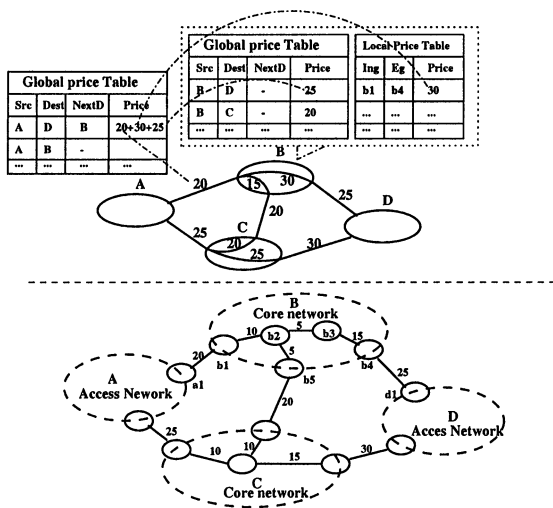 Global price Table
Src Dest NextD Price
B D - 25
B C - 20
... ... ...
Local Price Table
Ing Eg Price
b1 b4 30
... ... ...
... ... ...
Global price Table
Src Dest NextD Price
A D B 20+30+25
A B -
... ... ... ...
A
B
20
15
30
25
D
20
C
25
20
25
30
B
Core network
10
5
15
b2
b3
20
b1
5
b4
25
A
Access Nework
a1
b5
d1
20
D
Acces Network
25
10
10
15
30
C
Core network